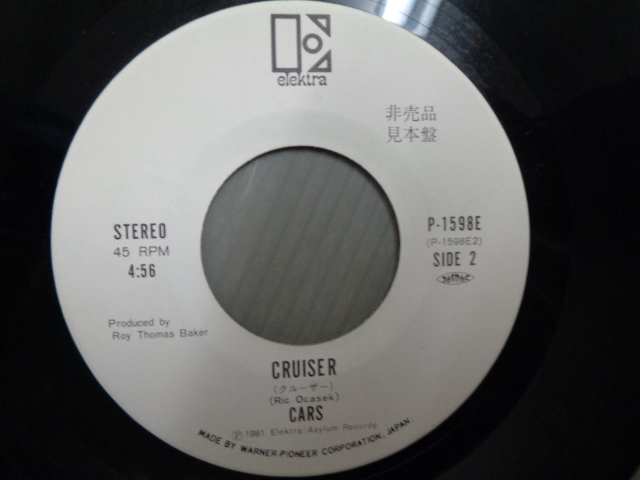 elektra
非売品
見本盤
STEREO
45 RPM
4:56
P-1598E
(P-1598E2)
SIDE 2
Produced by
Roy Thomas Baker
CRUISER
(クルーザー)
(Ric Ocasek)
CARS
Ⓟ1981 Elektra/Asylum Records
MADE BY WARNER-PIONEER CORPORATION, JAPAN.